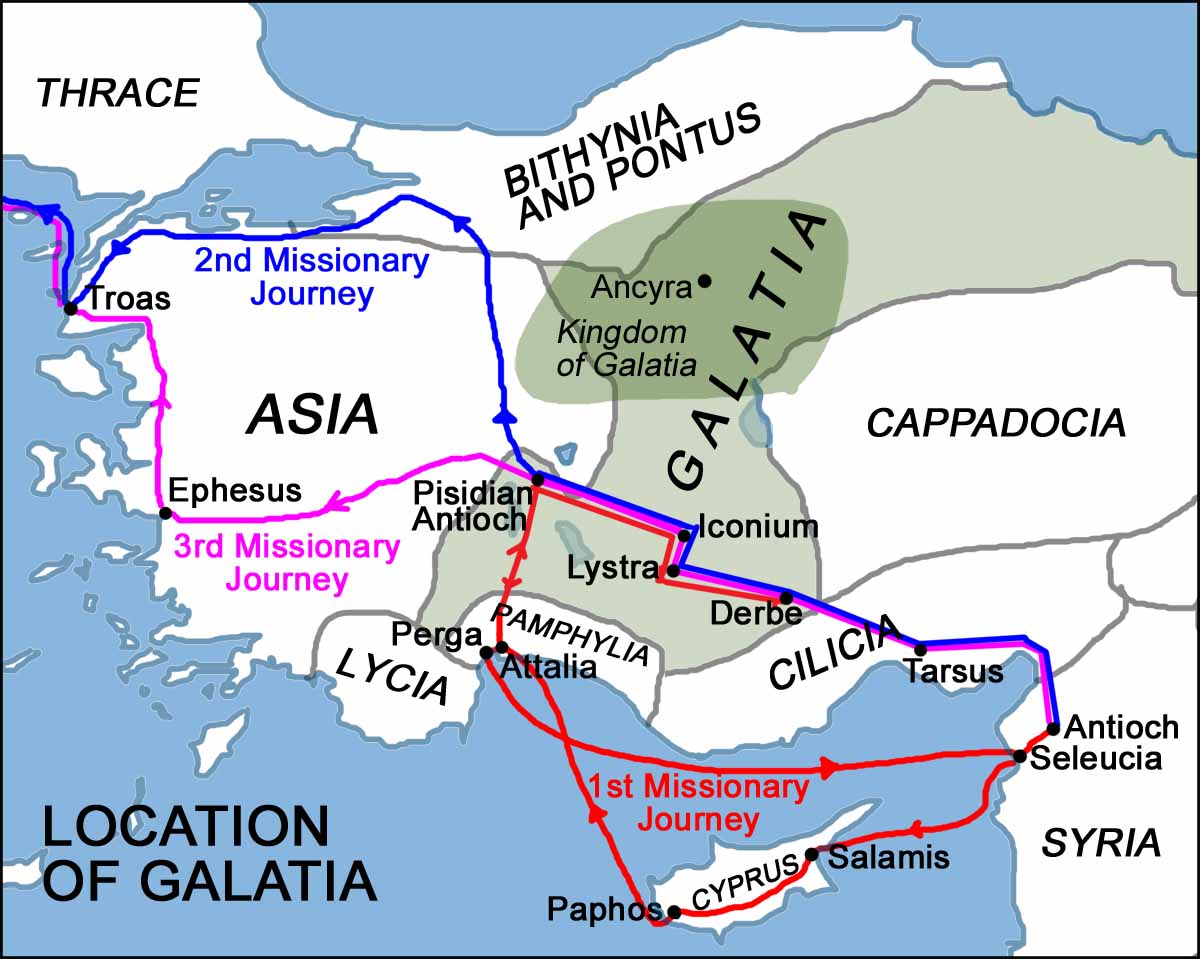 THRACE
BITHYNIA
AND PONTUS
2nd Missionary
Journey
Troas
Ancyra
Kingdom
of Galatia
GALATIA
ASIA
CAPPADOCIA
Ephesus
Pisidian
Antioch
3rd Missionary
Journey
Iconium
Lystra
Derbe
PAMPHYLIA
Perga
Attalia
LYCIA
CILICIA
Tarsus
Antioch
Seleucia
1st Missionary
Journey
SYRIA
Salamis
CYPRUS
Paphos
LOCATION
OF GALATIA